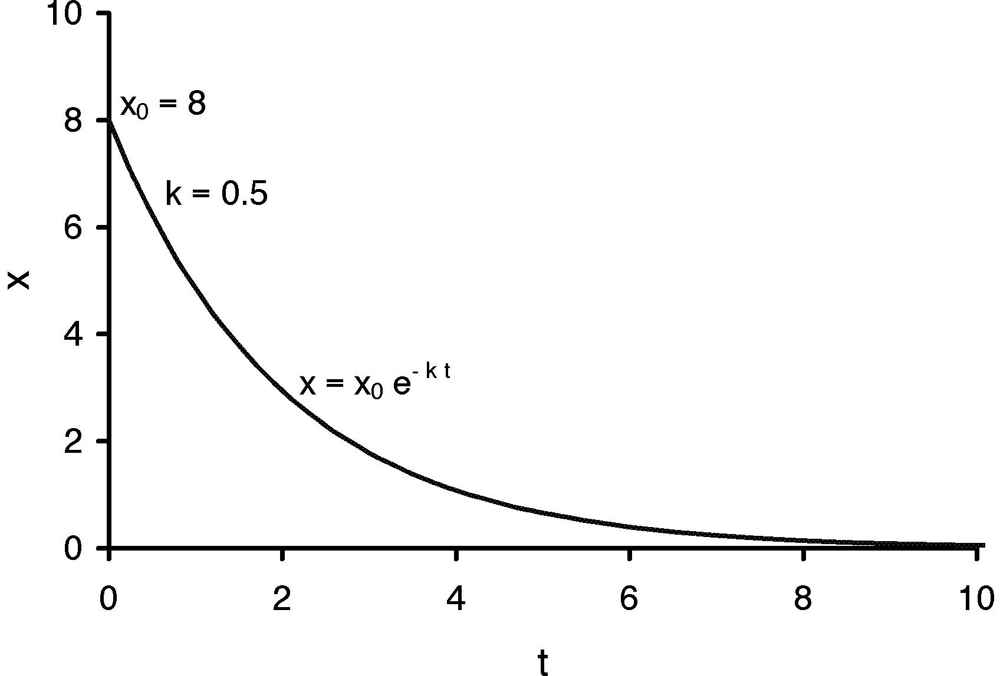 10
x₀ = 8
8
k = 0.5
6
x
4
x = x₀ e⁻ ᵏ ᵗ
2
0
0 2 4 6 8 10
t